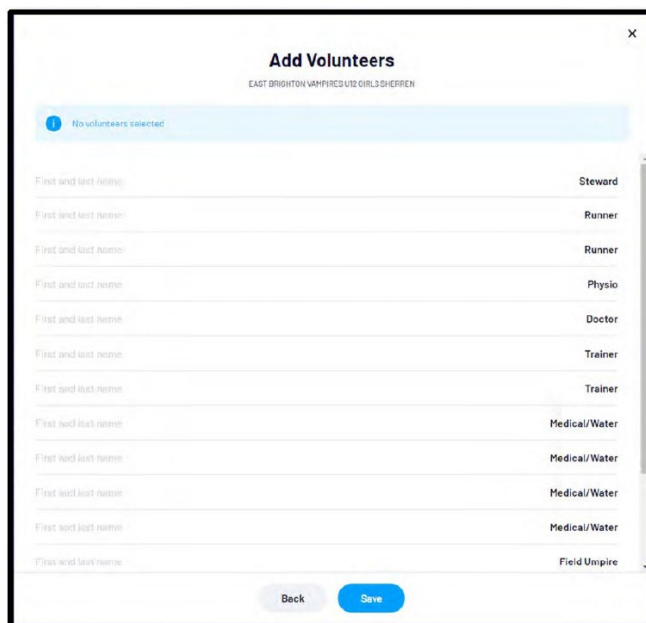 ×
Add Volunteers
EAST BRIGHTON VAMPIRES U12 GIRLS SHERREN
i No volunteers selected
First and last name Steward
First and last name Runner
First and last name Runner
First and last name Physio
First and last name Doctor
First and last name Trainer
First and last name Trainer
First and last name Medical/Water
First and last name Medical/Water
First and last name Medical/Water
First and last name Medical/Water
First and last name Field Umpire
Back Save